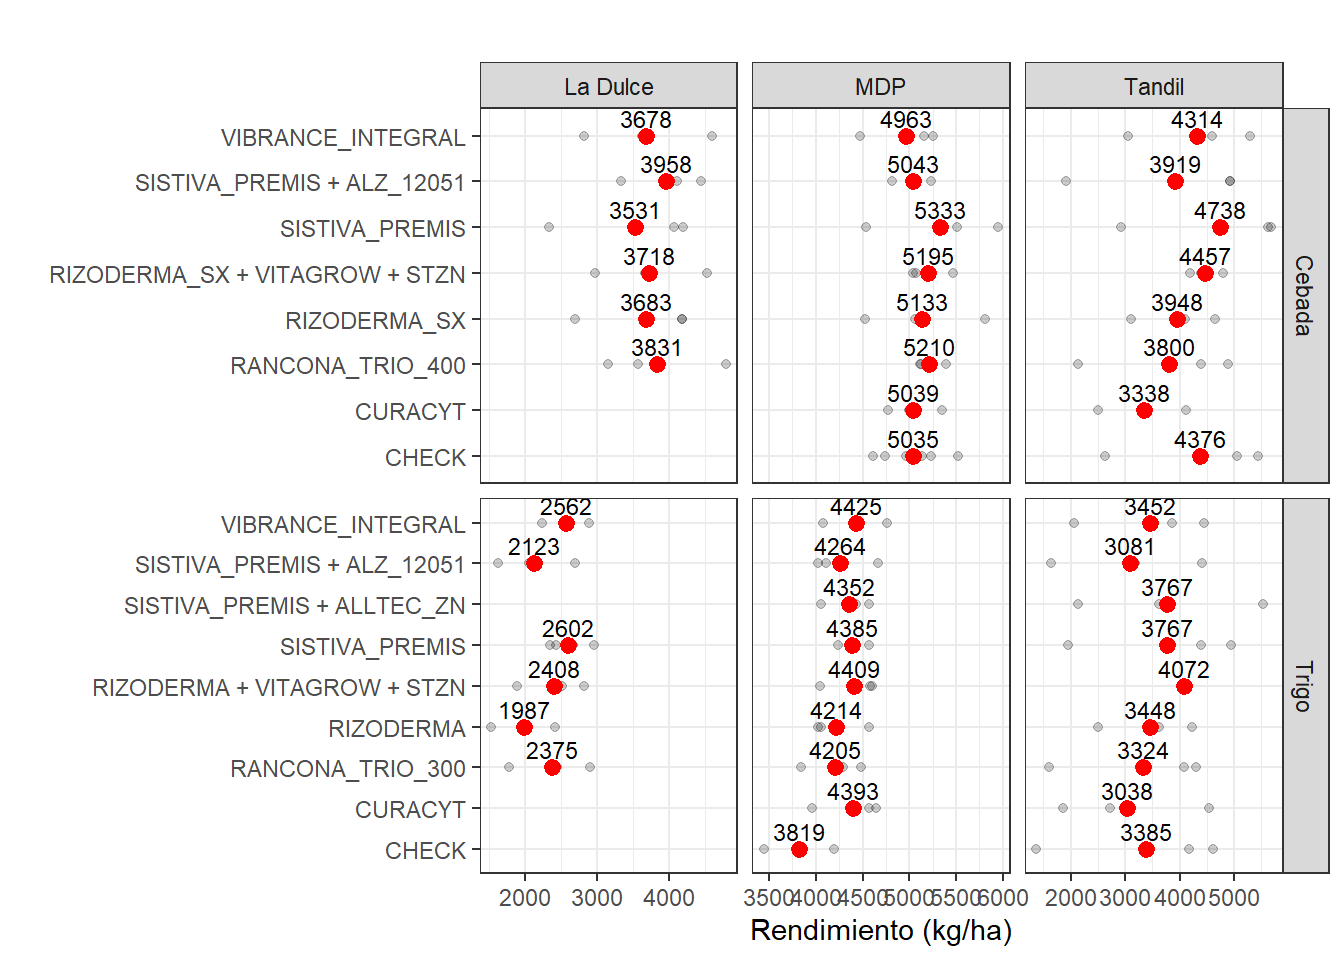 La Dulce MDP Tandil
VIBRANCE_INTEGRAL 3678 4963 4314
SISTIVA_PREMIS + ALZ_12051 3958 5043 3919
SISTIVA_PREMIS 3531 5333 4738
RIZODERMA_SX + VITAGROW + STZN 3718 5195 4457
Cebada
RIZODERMA_SX 3683 5133 3948
RANCONA_TRIO_400 3831 5210 3800
CURACYT 5039 3338
CHECK 5035 4376
VIBRANCE_INTEGRAL 2562 4425 3452
SISTIVA_PREMIS + ALZ_12051 2123 4264 3081
SISTIVA_PREMIS + ALLTEC_ZN 4352 3767
SISTIVA_PREMIS 2602 4385 3767
RIZODERMA + VITAGROW + STZN 2408 4409 4072
Trigo
RIZODERMA 1987 4214 3448
RANCONA_TRIO_300 2375 4205 3324
CURACYT 4393 3038
CHECK 3819 3385
2000 3000 4000 3500 4000 4500 5000 5500 6000 2000 3000 4000 5000
Rendimiento (kg/ha)